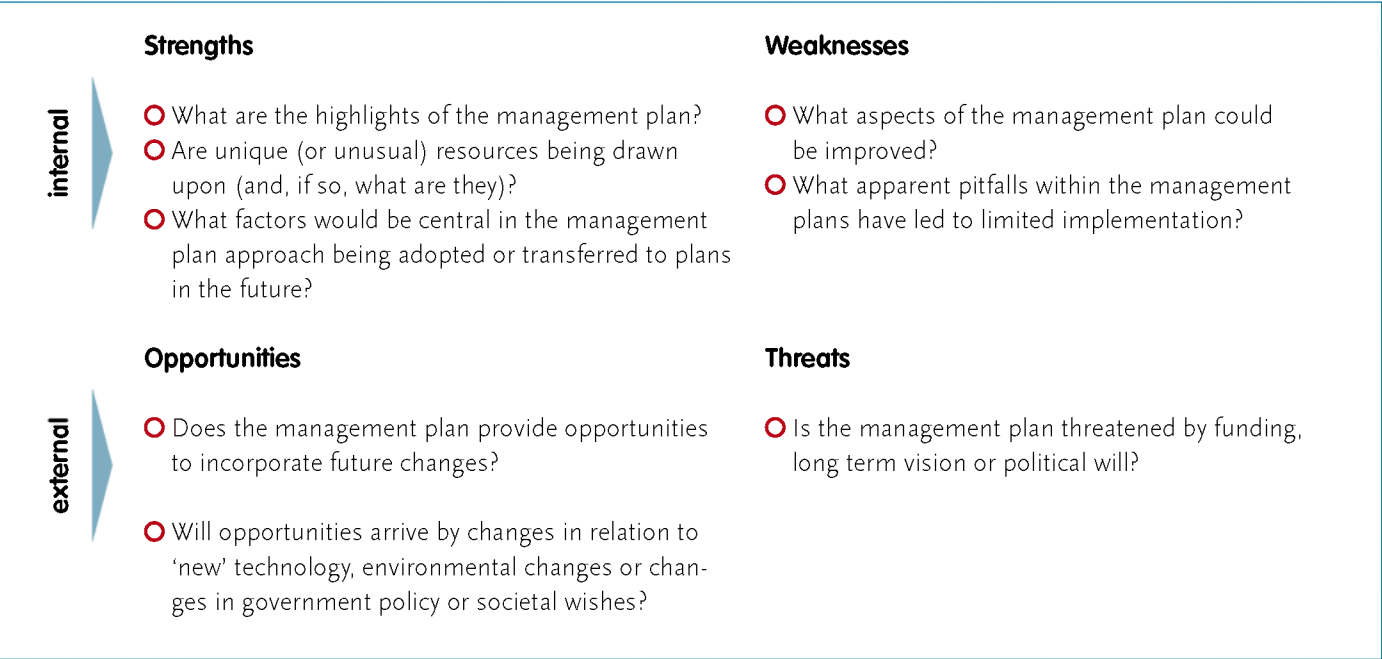 internal
Strengths
What are the highlights of the management plan?
Are unique (or unusual) resources being drawn
upon (and, if so, what are they)?
What factors would be central in the management
plan approach being adopted or transferred to plans
in the future?
Weaknesses
What aspects of the management plan could
be improved?
What apparent pitfalls within the management
plans have led to limited implementation?
external
Opportunities
Does the management plan provide opportunities
to incorporate future changes?
Will opportunities arrive by changes in relation to
‘new’ technology, environmental changes or chan-
ges in government policy or societal wishes?
Threats
Is the management plan threatened by funding,
long term vision or political will?